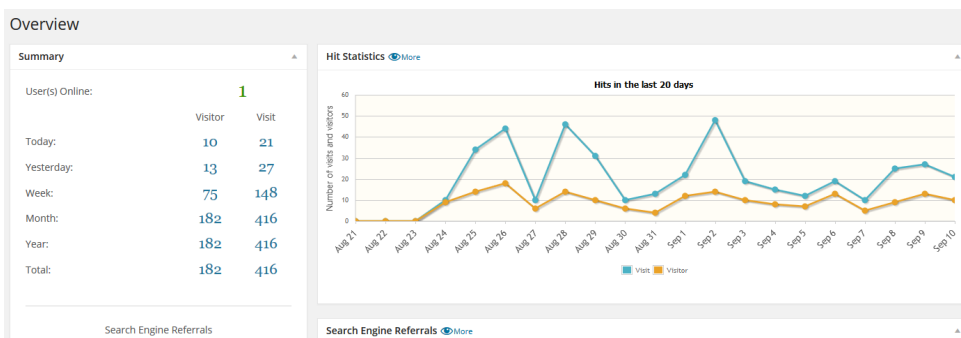 Overview
Summary
User(s) Online: 1
Visitor Visit
Today: 10 21
Yesterday: 13 27
Week: 75 148
Month: 182 416
Year: 182 416
Total: 182 416
Search Engine Referrals
Hit Statistics More
Hits in the last 20 days
Number of visits and visitors
60
50
40
30
20
10
0
Aug 21 Aug 22 Aug 23 Aug 24 Aug 25 Aug 26 Aug 27 Aug 28 Aug 29 Aug 30 Aug 31 Sep 1 Sep 2 Sep 3 Sep 4 Sep 5 Sep 6 Sep 7 Sep 8 Sep 9 Sep 10
Visit Visitor
Search Engine Referrals More